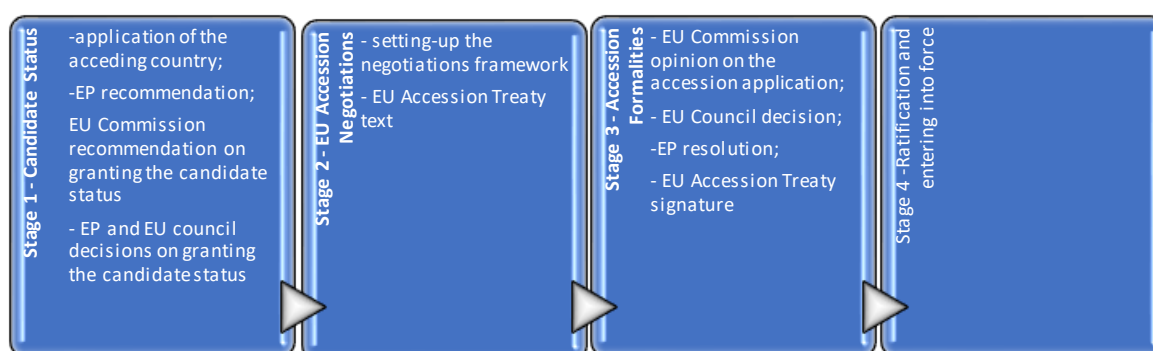 Stage 1 - Candidate Status
-application of the
acceding country;
-EP recommendation;
EU Commission
recommendation on
granting the candidate
status
- EP and EU council
decisions on granting
the candidate status
Stage 2 - EU Accession
Negotiations
- setting-up the
negotiations framework
- EU Accession Treaty
text
Stage 3 - Accession
Formalities
- EU Commission
opinion on the
accession application;
- EU Council decision;
-EP resolution;
- EU Accession Treaty
signature
Stage 4 -Ratification and
entering into force